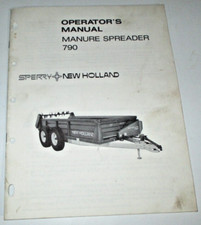 OPERATOR'S
MANUAL
MANURE SPREADER
790
SPERRY NEW HOLLAND